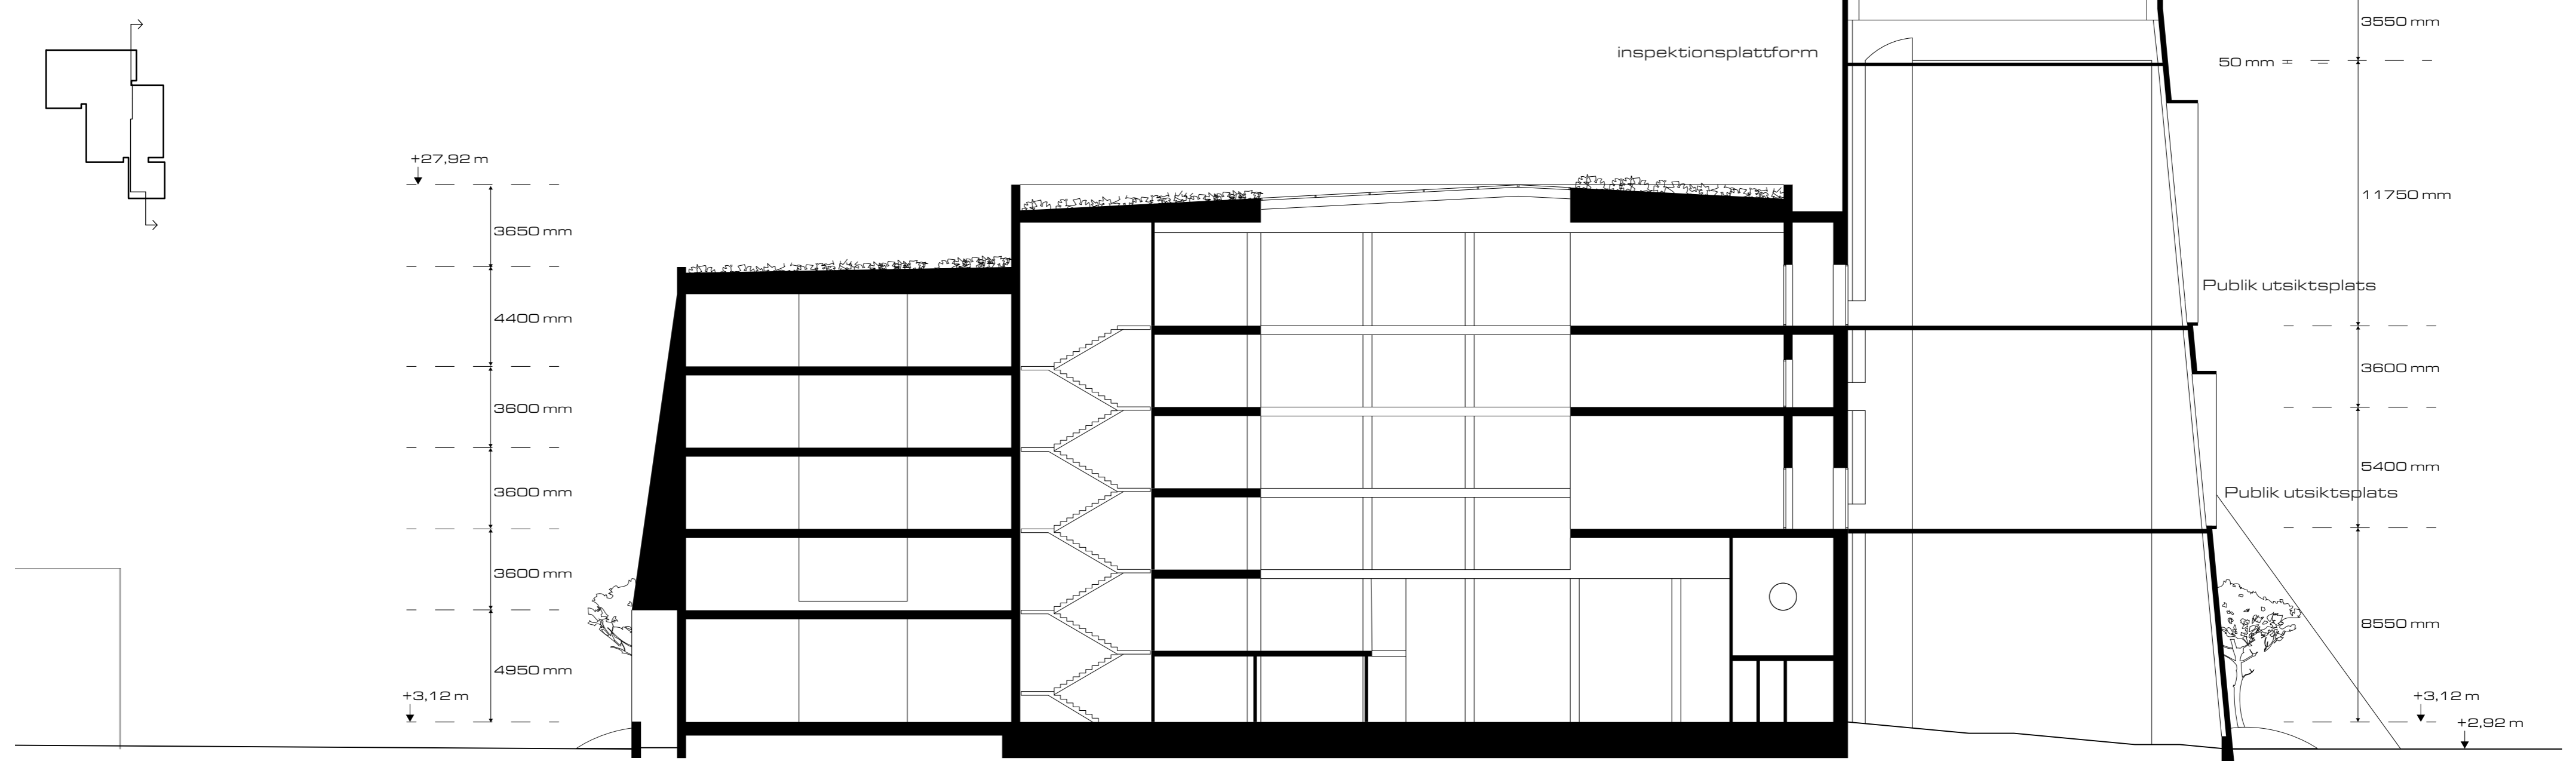 3550 mm
inspektionsplattform
50 mm
+27,92 m
11750 mm
3650 mm
Publik utsiktsplats
4400 mm
3600 mm
3600 mm
5400 mm
3600 mm
Publik utsiktsplats
3600 mm
8550 mm
4950 mm
+3,12 m
+3,12 m
+2,92 m